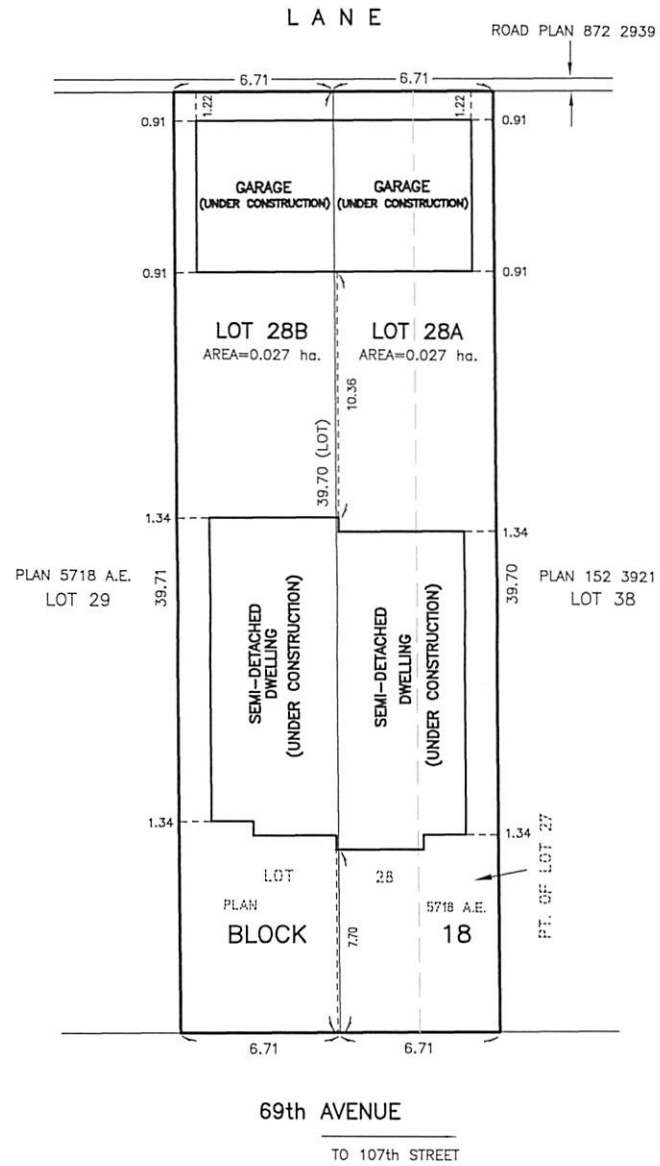 LANE
ROAD PLAN 872 2939
6.71 6.71
1.22 1.22
0.91 0.91
GARAGE
(UNDER CONSTRUCTION)
GARAGE
(UNDER CONSTRUCTION)
0.91 0.91
LOT 28B
AREA=0.027 ha.
LOT 28A
AREA=0.027 ha.
10.36
39.70 (LOT)
1.34
1.34
PLAN 5718 A.E.
LOT 29
39.71
39.70
PLAN 152 3921
LOT 38
SEMI-DETACHED
DWELLING
(UNDER CONSTRUCTION)
SEMI-DETACHED
DWELLING
(UNDER CONSTRUCTION)
1.34
1.34
PT. OF LOT 27
LOT 28
PLAN 5718 A.E.
BLOCK 18
7.70
6.71 6.71
69th AVENUE
TO 107th STREET